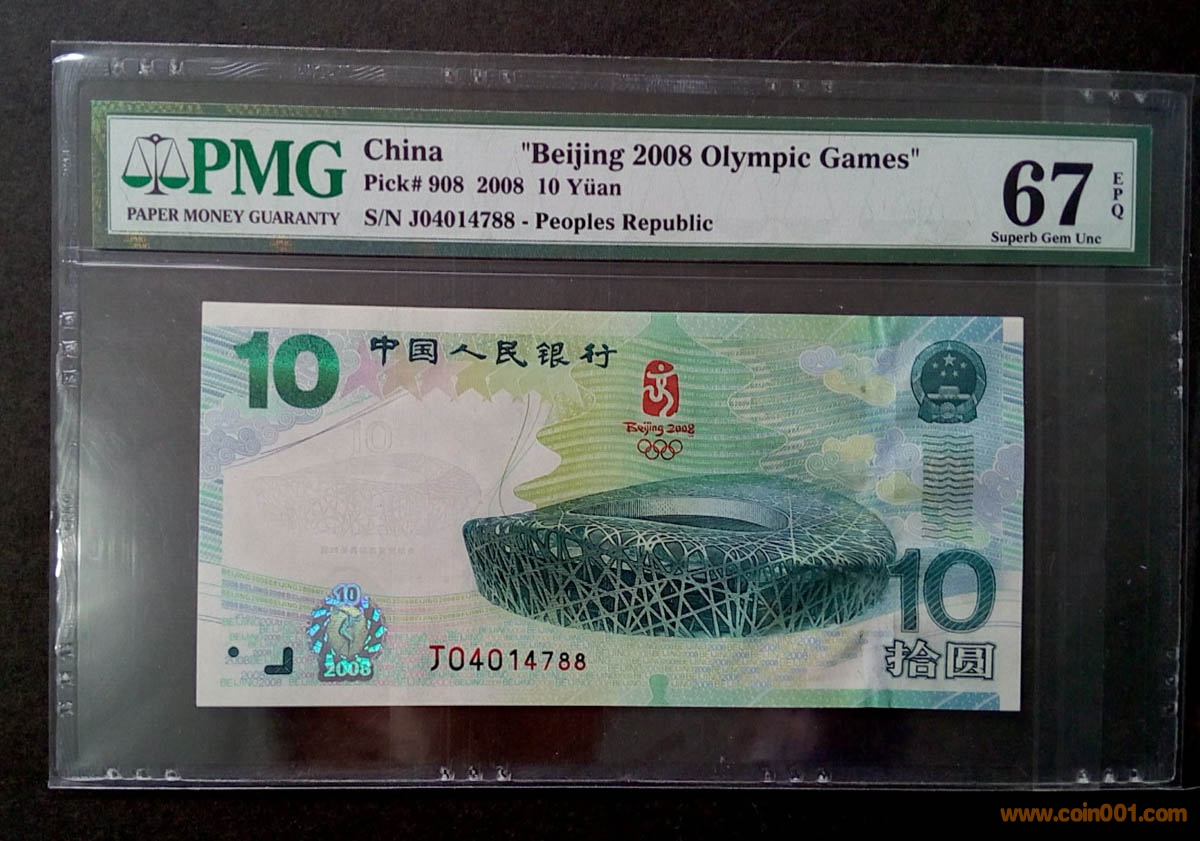 PMG
PAPER MONEY GUARANTY
China "Beijing 2008 Olympic Games"
Pick# 908 2008 10 Yüan
S/N J04014788 - Peoples Republic
67
EPQ
Superb Gem Unc
10 中国人民银行
Beijing 2008
10
10
2008
J04014788
10
拾圆
www.coin001.com